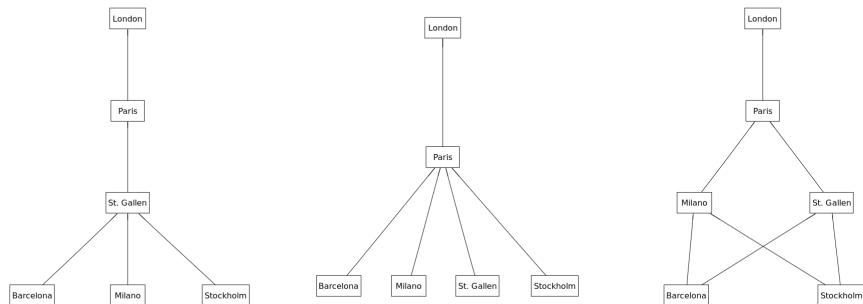 London
Paris
St. Gallen
Barcelona
Milano
Stockholm
London
Paris
Barcelona
Milano
St. Gallen
Stockholm
London
Paris
Milano
St. Gallen
Barcelona
Stockholm